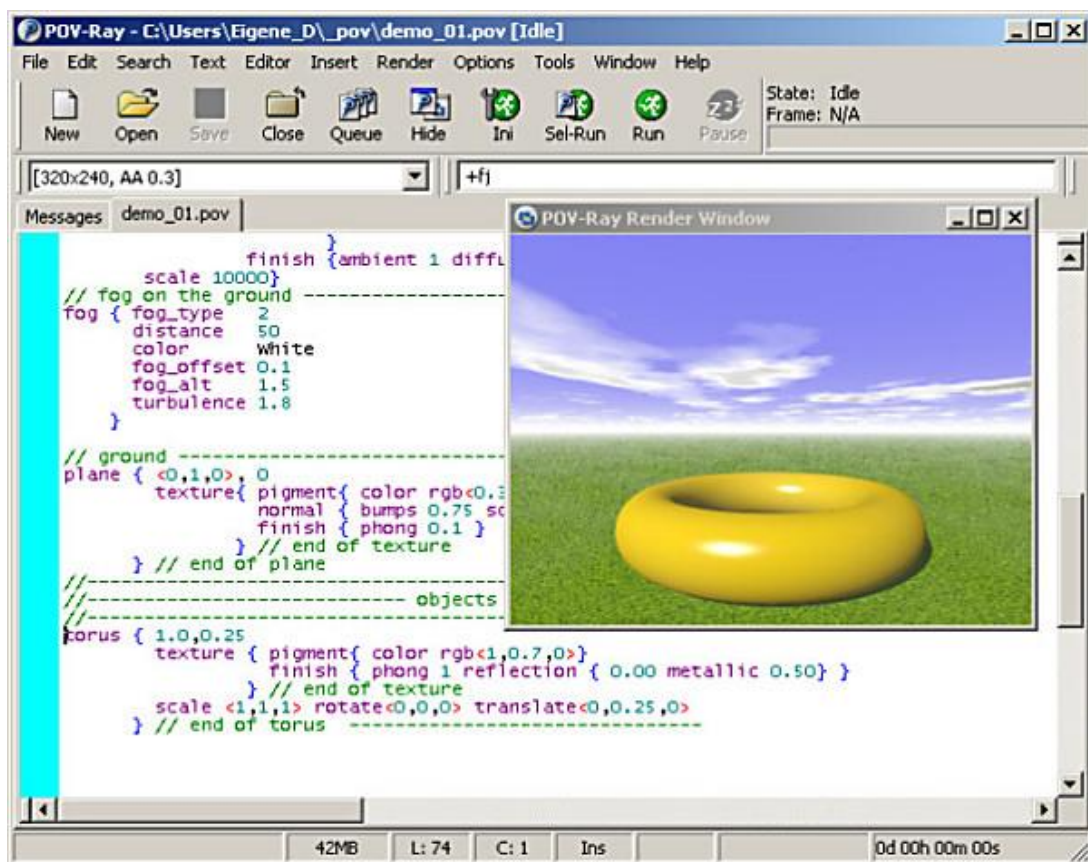 POV-Ray - C:\Users\Eigene_D\_pov\demo_01.pov [Idle]
File Edit Search Text Editor Insert Render Options Tools Window Help
New Open Save Close Queue Hide Ini Sel-Run Run Pause
State: Idle
Frame: N/A
[320x240, AA 0.3] +fj
Messages demo_01.pov
POV-Ray Render Window
}
finish {ambient 1 diffu
scale 10000}
// fog on the ground --------------------
fog { fog_type 2
distance 50
color White
fog_offset 0.1
fog_alt 1.5
turbulence 1.8
}
// ground --------------------------------
plane { <0,1,0>, 0
texture{ pigment{ color rgb<0.3
normal { bumps 0.75 sc
finish { phong 0.1 }
} // end of texture
} // end of plane
//------------------------------------------
//----------------------------- objects
//------------------------------------------
torus { 1.0,0.25
texture { pigment{ color rgb<1,0.7,0>}
finish { phong 1 reflection { 0.00 metallic 0.50} }
} // end of texture
scale <1,1,1> rotate<0,0,0> translate<0,0.25,0>
} // end of torus --------------------------------
42MB L: 74 C: 1 Ins 0d 00h 00m 00s